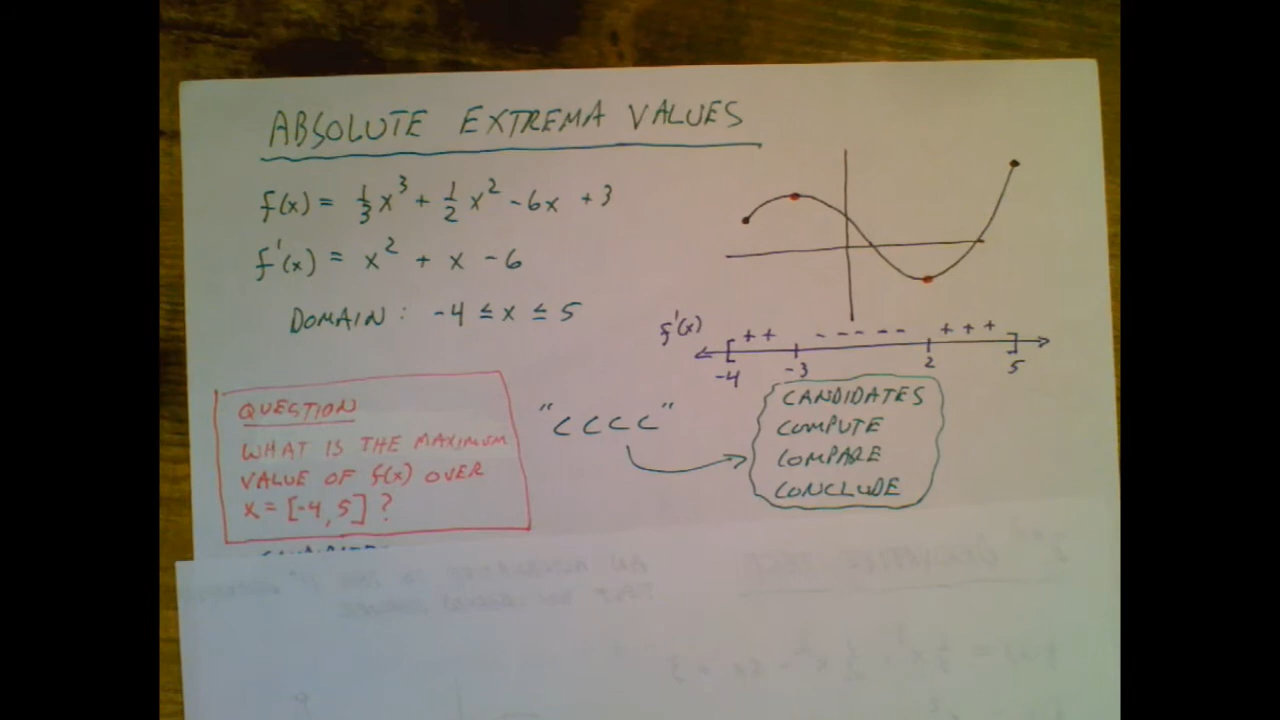 ABSOLUTE EXTREMA VALUES
f(x) = 1/3 x³ + 1/2 x² - 6x + 3
f'(x) = x² + x - 6
DOMAIN: -4 ≤ x ≤ 5
f'(x) + + - - - - - + + +
-4 -3 2 5
QUESTION
WHAT IS THE MAXIMUM
VALUE OF f(x) OVER
x = [-4, 5] ?
"CCCC"
CANDIDATES
COMPUTE
COMPARE
CONCLUDE